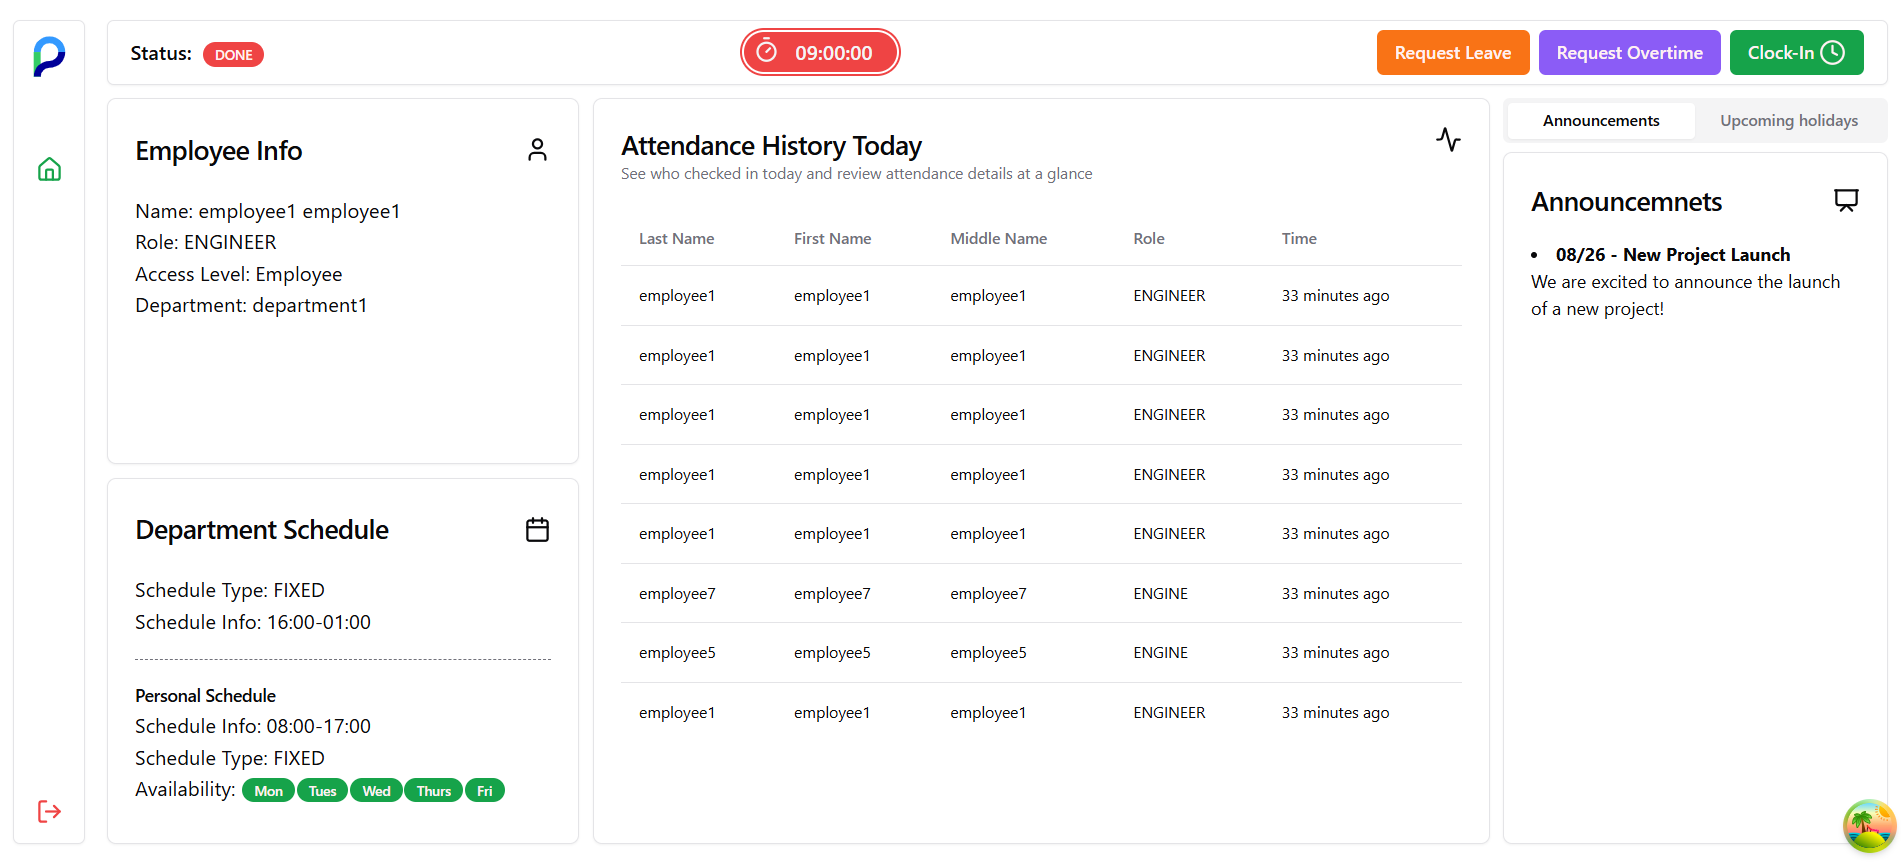 Status: DONE
09:00:00
Request Leave
Request Overtime
Clock-In
Employee Info
Name: employee1 employee1
Role: ENGINEER
Access Level: Employee
Department: department1
Department Schedule
Schedule Type: FIXED
Schedule Info: 16:00-01:00
Personal Schedule
Schedule Info: 08:00-17:00
Schedule Type: FIXED
Availability: Mon Tues Wed Thurs Fri
Attendance History Today
See who checked in today and review attendance details at a glance
Last Name First Name Middle Name Role Time
employee1 employee1 employee1 ENGINEER 33 minutes ago
employee1 employee1 employee1 ENGINEER 33 minutes ago
employee1 employee1 employee1 ENGINEER 33 minutes ago
employee1 employee1 employee1 ENGINEER 33 minutes ago
employee1 employee1 employee1 ENGINEER 33 minutes ago
employee7 employee7 employee7 ENGINE 33 minutes ago
employee5 employee5 employee5 ENGINE 33 minutes ago
employee1 employee1 employee1 ENGINEER 33 minutes ago
Announcements
Upcoming holidays
Announcemnets
• 08/26 - New Project Launch
We are excited to announce the launch
of a new project!